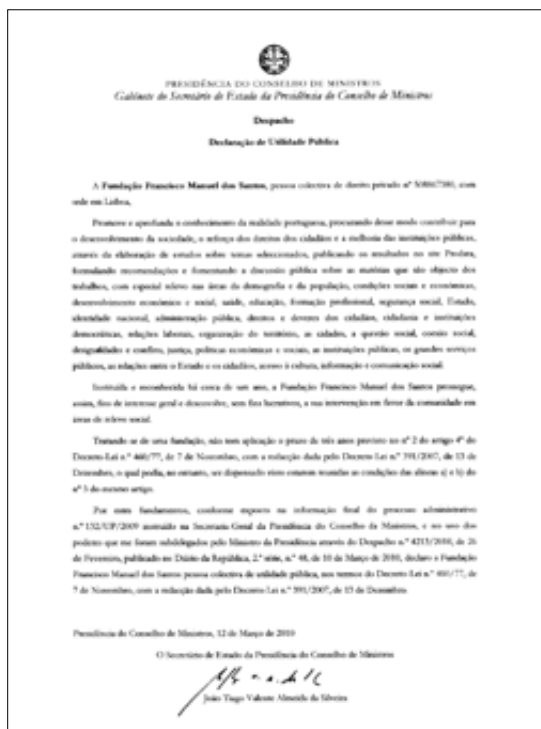 PRESIDÊNCIA DO CONSELHO DE MINISTROS
Gabinete do Secretário de Estado da Presidência do Conselho de Ministros
Despacho
Declaração de Utilidade Pública
A Fundação Francisco Manuel dos Santos, pessoa colectiva de direito privado nº 508867380, com
sede em Lisboa,
Promove e aprofunda o conhecimento da realidade portuguesa, procurando desse modo contribuir para
o desenvolvimento da sociedade, o reforço dos direitos dos cidadãos e a melhoria das instituições públicas,
através da elaboração de estudos sobre temas seleccionados, publicando os resultados no site Pordata,
formulando recomendações e fomentando a discussão pública sobre as matérias que são objecto dos
trabalhos, com especial relevo nas áreas da demografia e da população, condições sociais e económicas,
desenvolvimento económico e social, saúde, educação, formação profissional, segurança social, Estado,
identidade nacional, administração pública, direitos e deveres dos cidadãos, cidadania e instituições
democráticas, relações laborais, organização do território, as cidades, a questão social, coesão social,
desigualdades e conflito, justiça, políticas económicas e sociais, as instituições públicas, os grandes serviços
públicos, as relações entre o Estado e os cidadãos, acesso à cultura, informação e comunicação social.
Instituída e reconhecida há cerca de um ano, a Fundação Francisco Manuel dos Santos prossegue,
assim, fins de interesse geral e desenvolve, sem fins lucrativos, a sua intervenção em favor da comunidade em
áreas de relevo social.
Tratando-se de uma fundação, não tem aplicação o prazo de três anos previsto no nº 2 do artigo 4º do
Decreto-Lei n.º 460/77, de 7 de Novembro, com a redacção dada pelo Decreto-Lei n.º 391/2007, de 13 de
Dezembro, o qual podia, no entanto, ser dispensado visto estarem reunidas as condições das alíneas a) e b) do
nº 3 do mesmo artigo.
Por estes fundamentos, conforme exposto na informação final do processo administrativo
n.º 132/UP/2009 instruído na Secretaria-Geral da Presidência do Conselho de Ministros, e no uso dos
poderes que me foram subdelegados pelo Ministro da Presidência através do Despacho n.º 4213/2010, de 26
de Fevereiro, publicado no Diário da República, 2.ª série, n.º 48, de 10 de Março de 2010, declaro a Fundação
Francisco Manuel dos Santos pessoa colectiva de utilidade pública, nos termos do Decreto-Lei n.º 460/77, de
7 de Novembro, com a redacção dada pelo Decreto-Lei n.º 391/2007, de 13 de Dezembro.
Presidência do Conselho de Ministros, 12 de Março de 2010
O Secretário de Estado da Presidência do Conselho de Ministros
João Tiago Valente Almeida da Silveira